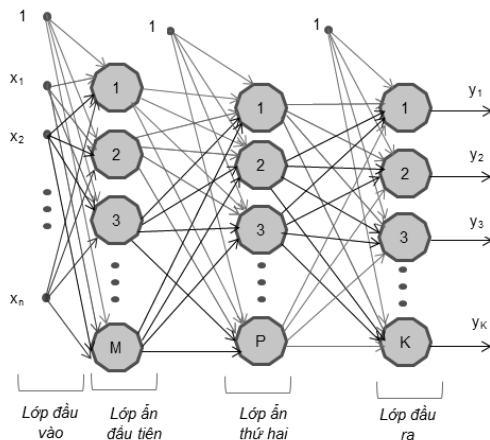 1
1
1
x1
1
1
1
y1
x2
2
2
2
y2
3
3
3
y3
xn
M
P
K
yK
Lớp đầu vào
Lớp ẩn đầu tiên
Lớp ẩn thứ hai
Lớp đầu ra